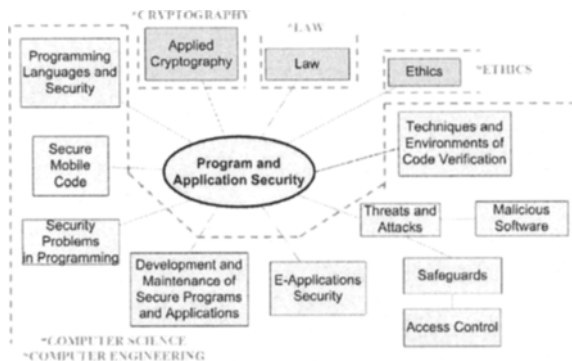 *CRYPTOGRAPHY
*LAW
Programming
Languages and
Security
Applied
Cryptography
Law
Ethics
*ETHICS
Secure
Mobile
Code
Program and
Application Security
Techniques and
Environments of
Code Verification
Security
Problems
in Programming
Development and
Maintenance of
Secure Programs
and Applications
E-Applications
Security
Threats and
Attacks
Malicious
Software
Safeguards
Access Control
*COMPUTER SCIENCE
*COMPUTER ENGINEERING